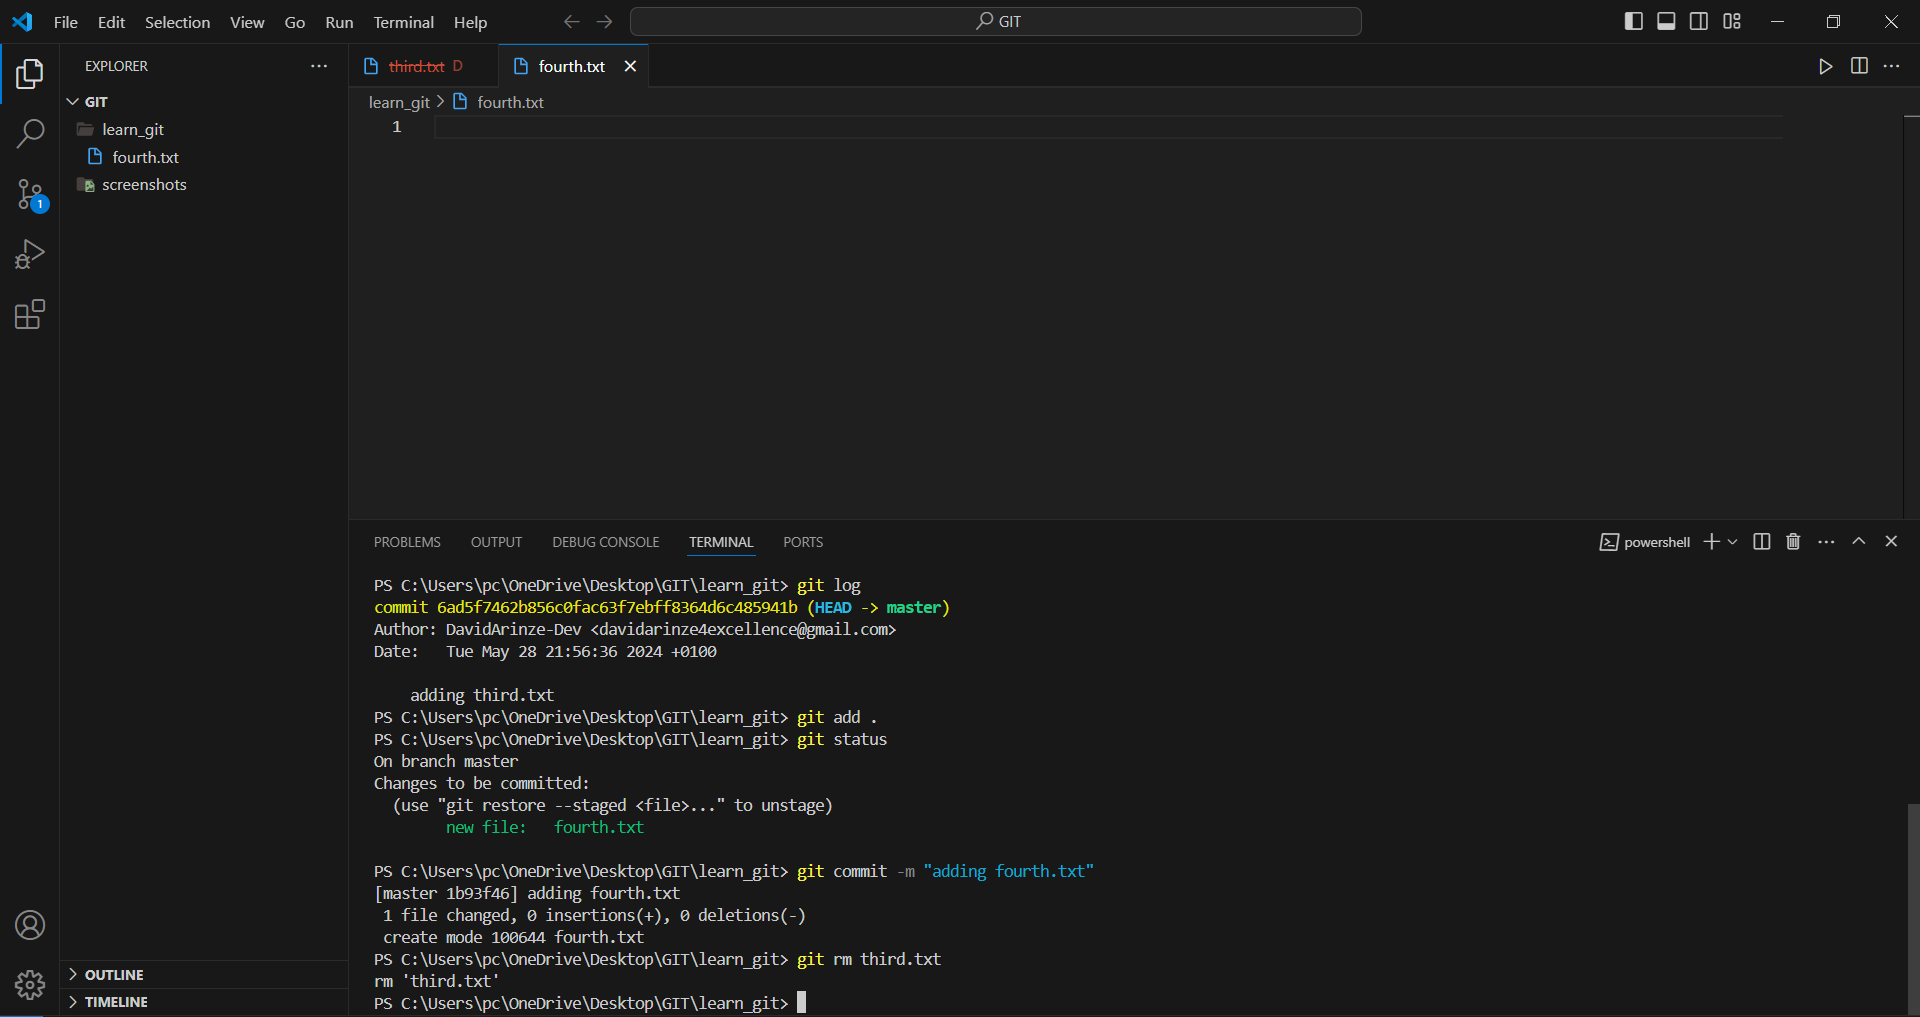 File Edit Selection View Go Run Terminal Help
GIT
EXPLORER
GIT
learn_git
fourth.txt
screenshots
1
OUTLINE
TIMELINE
third.txt D
fourth.txt
learn_git > fourth.txt
1
PROBLEMS OUTPUT DEBUG CONSOLE TERMINAL PORTS
powershell
PS C:\Users\pc\OneDrive\Desktop\GIT\learn_git> git log
commit 6ad5f7462b856c0fac63f7ebff8364d6c485941b (HEAD -> master)
Author: DavidArinze-Dev <davidarinze4excellence@gmail.com>
Date:   Tue May 28 21:56:36 2024 +0100
    adding third.txt
PS C:\Users\pc\OneDrive\Desktop\GIT\learn_git> git add .
PS C:\Users\pc\OneDrive\Desktop\GIT\learn_git> git status
On branch master
Changes to be committed:
  (use "git restore --staged <file>..." to unstage)
        new file:   fourth.txt
PS C:\Users\pc\OneDrive\Desktop\GIT\learn_git> git commit -m "adding fourth.txt"
[master 1b93f46] adding fourth.txt
 1 file changed, 0 insertions(+), 0 deletions(-)
 create mode 100644 fourth.txt
PS C:\Users\pc\OneDrive\Desktop\GIT\learn_git> git rm third.txt
rm 'third.txt'
PS C:\Users\pc\OneDrive\Desktop\GIT\learn_git>